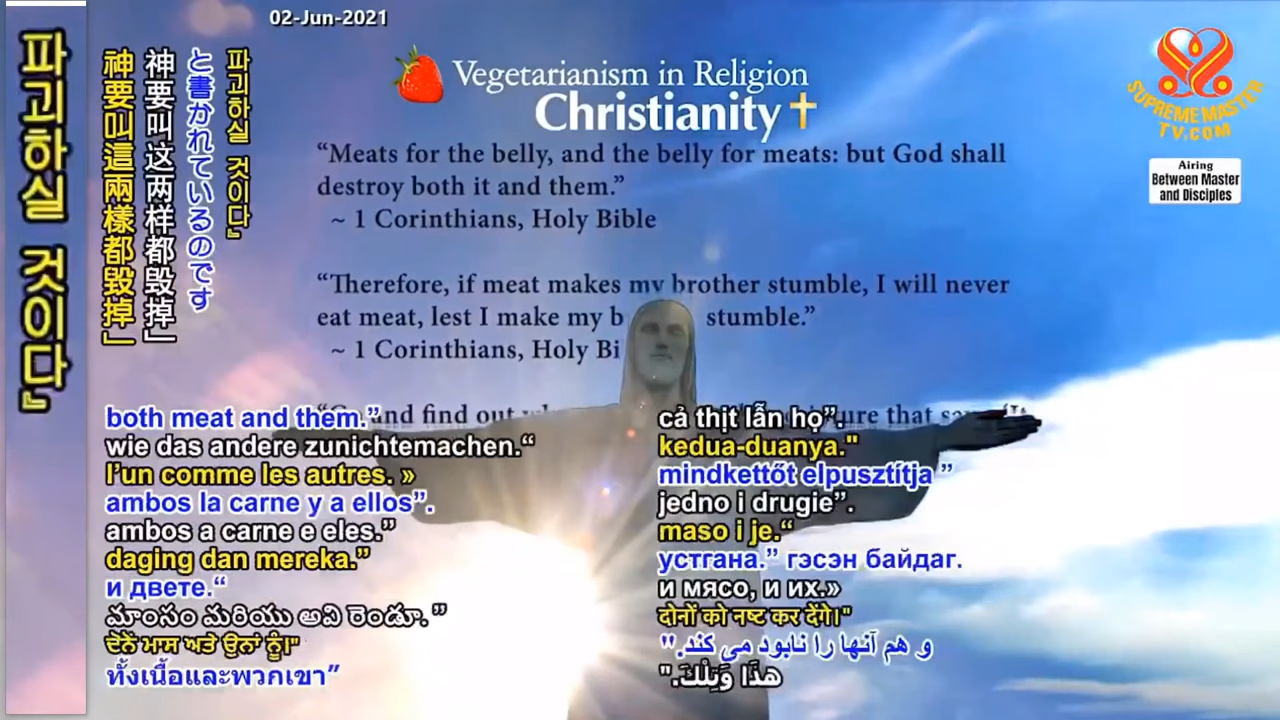 02-Jun-2021
파괴하실 것이다』
파괴하실 것이다』
と書かれているのです
神要叫这两样都毁掉」
神要叫這兩樣都毀掉」
Vegetarianism in Religion
Christianity
“Meats for the belly, and the belly for meats: but God shall
destroy both it and them.”
~ 1 Corinthians, Holy Bible
“Therefore, if meat makes my brother stumble, I will never
eat meat, lest I make my b stumble.”
~ 1 Corinthians, Holy Bi
and find out
that
SUPREME MASTER
TV.COM
Airing
Between Master
and Disciples
both meat and them.”
wie das andere zunichtemachen.“
l’un comme les autres. »
ambos la carne y a ellos”.
ambos a carne e eles.”
daging dan mereka.”
и двете.“
మాంసం మరియు అవి రెండూ.”
ਦੋਨੋਂ ਮਾਸ ਅਤੇ ਉਨਾਂ ਨੂੰ।"
ทั้งเนื้อและพวกเขา”
cả thịt lẫn họ”.
kedua-duanya."
mindkettőt elpusztítja ”
jedno i drugie”.
maso i je.“
устгана.” гэсэн байдаг.
и мясо, и их.»
दोनों को नष्ट कर देंगे।"
و هم آنها را نابود می کند."
هذَا وَتِلْكَ."